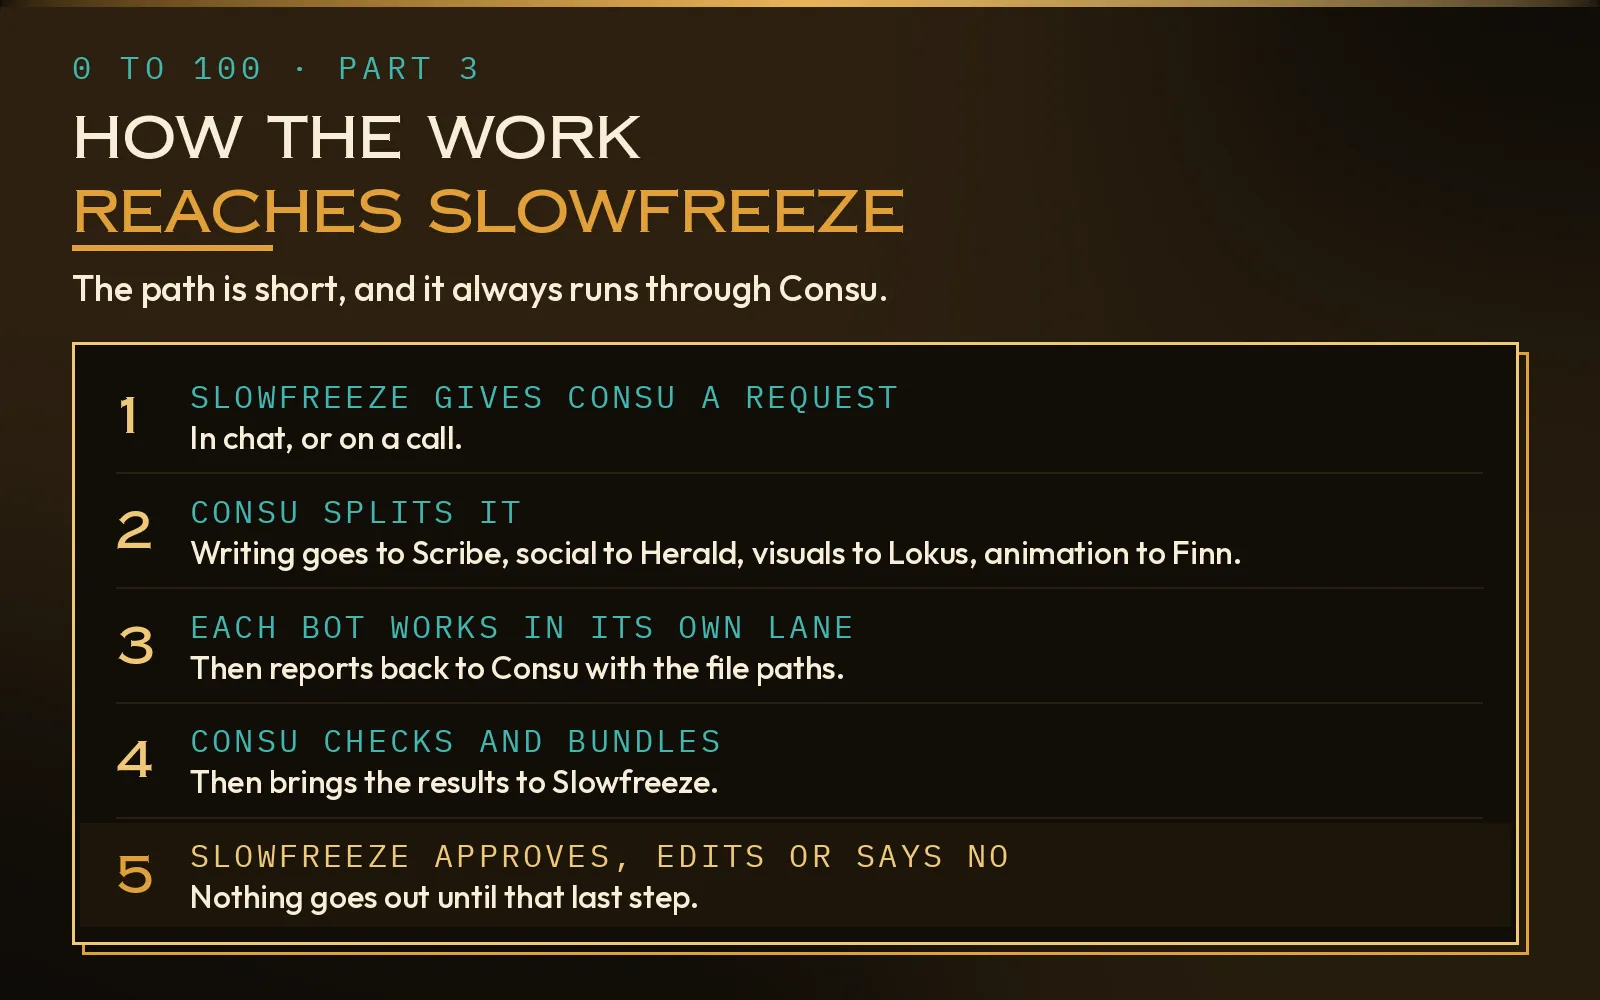 0 TO 100 · PART 3
HOW THE WORK
REACHES SLOWFREEZE
The path is short, and it always runs through Consu.
1
SLOWFREEZE GIVES CONSU A REQUEST
In chat, or on a call.
2
CONSU SPLITS IT
Writing goes to Scribe, social to Herald, visuals to Lokus, animation to Finn.
3
EACH BOT WORKS IN ITS OWN LANE
Then reports back to Consu with the file paths.
4
CONSU CHECKS AND BUNDLES
Then brings the results to Slowfreeze.
5
SLOWFREEZE APPROVES, EDITS OR SAYS NO
Nothing goes out until that last step.